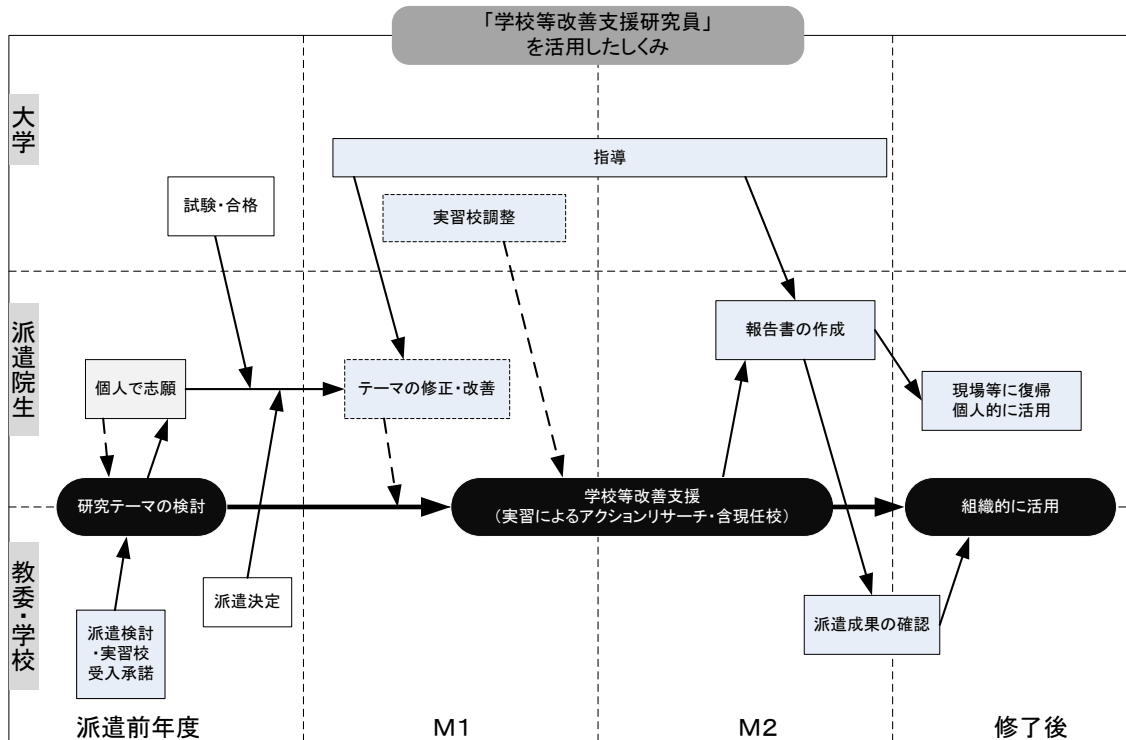 「学校等改善支援研究員」
を活用したしくみ
大学
指導
試験・合格
実習校調整
派遣院生
報告書の作成
個人で志願
テーマの修正・改善
現場等に復帰
個人的に活用
研究テーマの検討
学校等改善支援
(実習によるアクションリサーチ・含現任校)
組織的に活用
教委・学校
派遣決定
派遣成果の確認
派遣検討
・実習校
受入承諾
派遣前年度
M1
M2
修了後